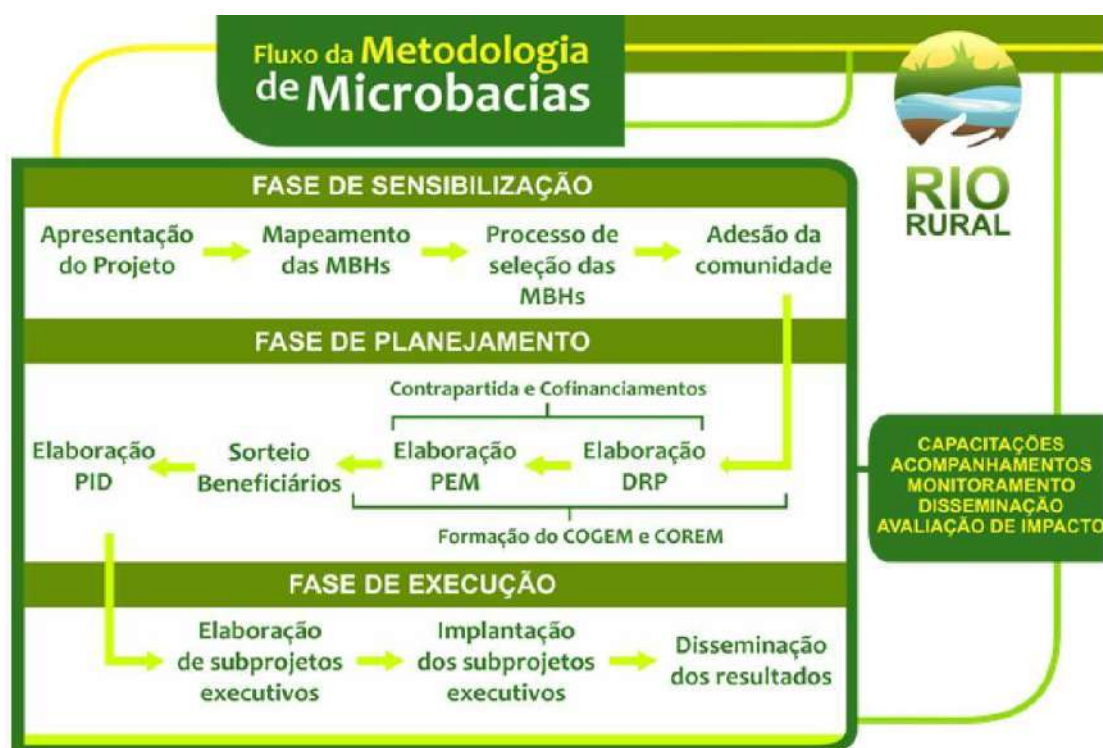 Fluxo da Metodologia
de Microbacias
RIO
RURAL
FASE DE SENSIBILIZAÇÃO
Apresentação
do Projeto
Mapeamento
das MBHs
Processo de
seleção das
MBHs
Adesão da
comunidade
FASE DE PLANEJAMENTO
Contrapartida e Cofinanciamentos
Elaboração
PID
Sorteio
Beneficiários
Elaboração
PEM
Elaboração
DRP
Formação do COGEM e COREM
CAPACITAÇÕES
ACOMPANHAMENTOS
MONITORAMENTO
DISSEMINAÇÃO
AVALIAÇÃO DE IMPACTO
FASE DE EXECUÇÃO
Elaboração
de subprojetos
executivos
Implantação
dos subprojetos
executivos
Disseminação
dos resultados